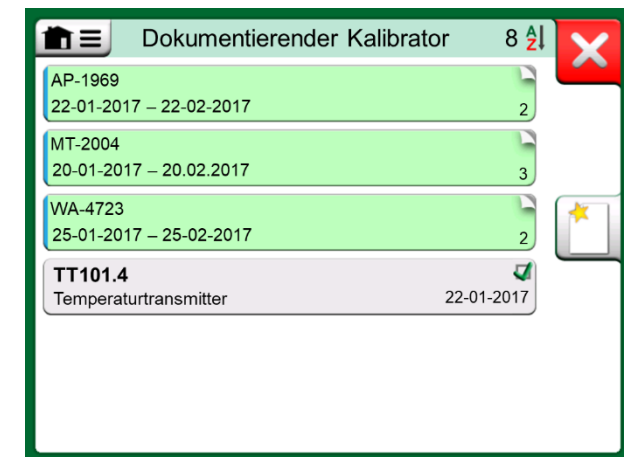 Dokumentierender Kalibrator 8 AZ
AP-1969
22-01-2017 – 22-02-2017 2
MT-2004
20-01-2017 – 20.02.2017 3
WA-4723
25-01-2017 – 25-02-2017 2
TT101.4
Temperaturtransmitter 22-01-2017